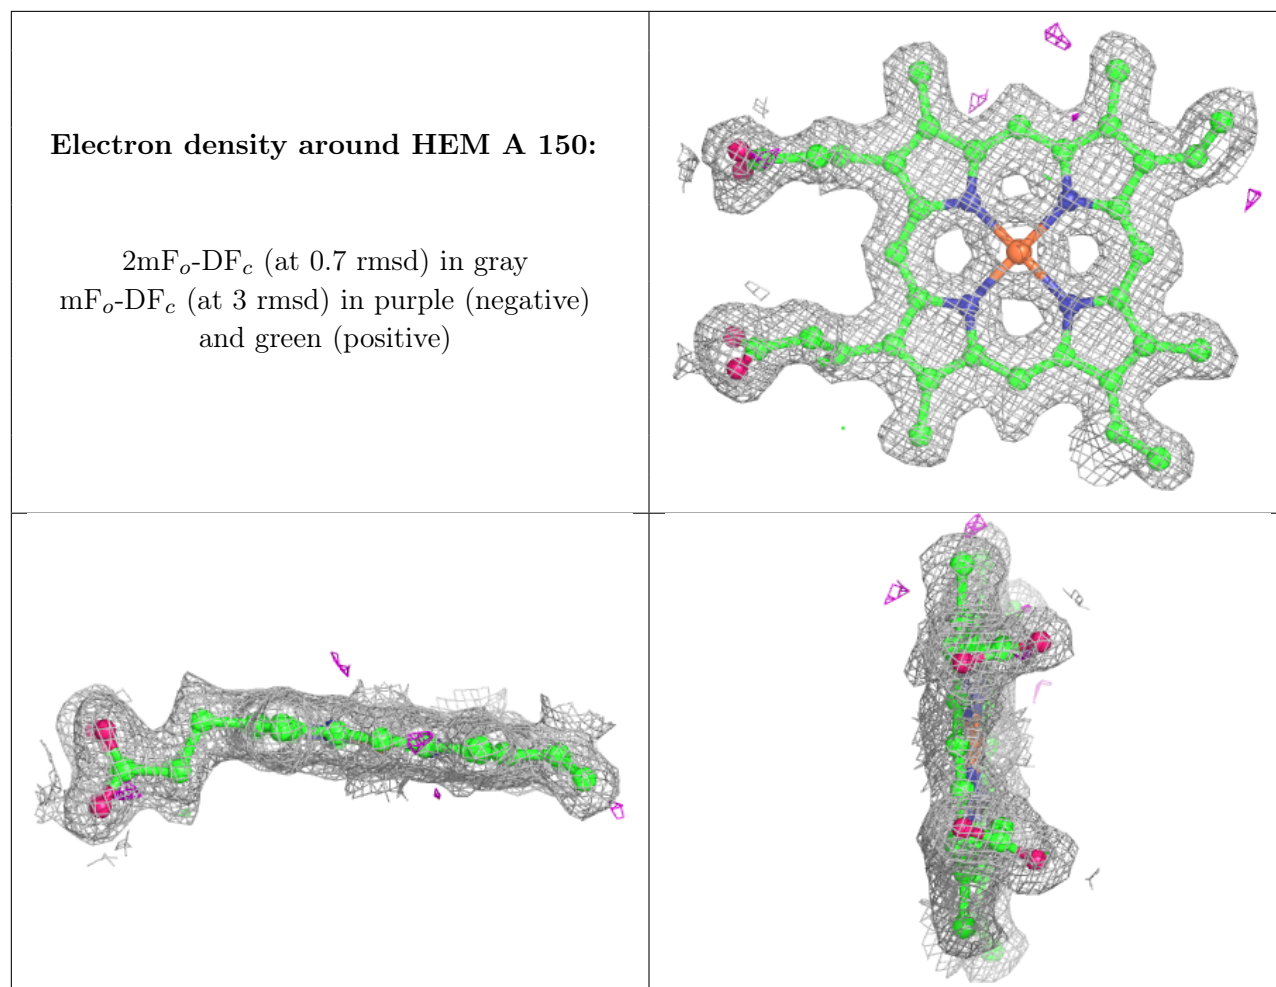 Electron density around HEM A 150:
2mFo-DFc (at 0.7 rmsd) in gray
mFo-DFc (at 3 rmsd) in purple (negative)
and green (positive)